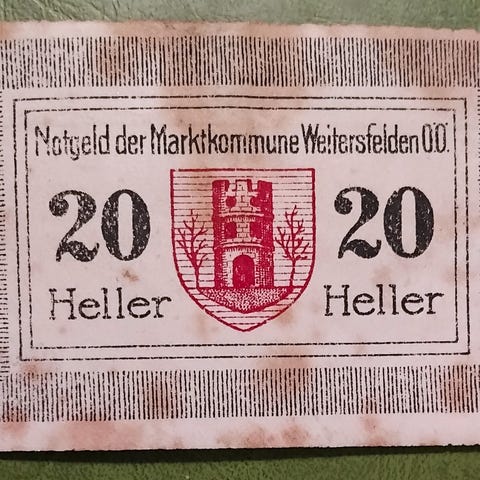 Notgeld der Marktkommune Weitersfelden O.Ö.
20 20
Heller Heller